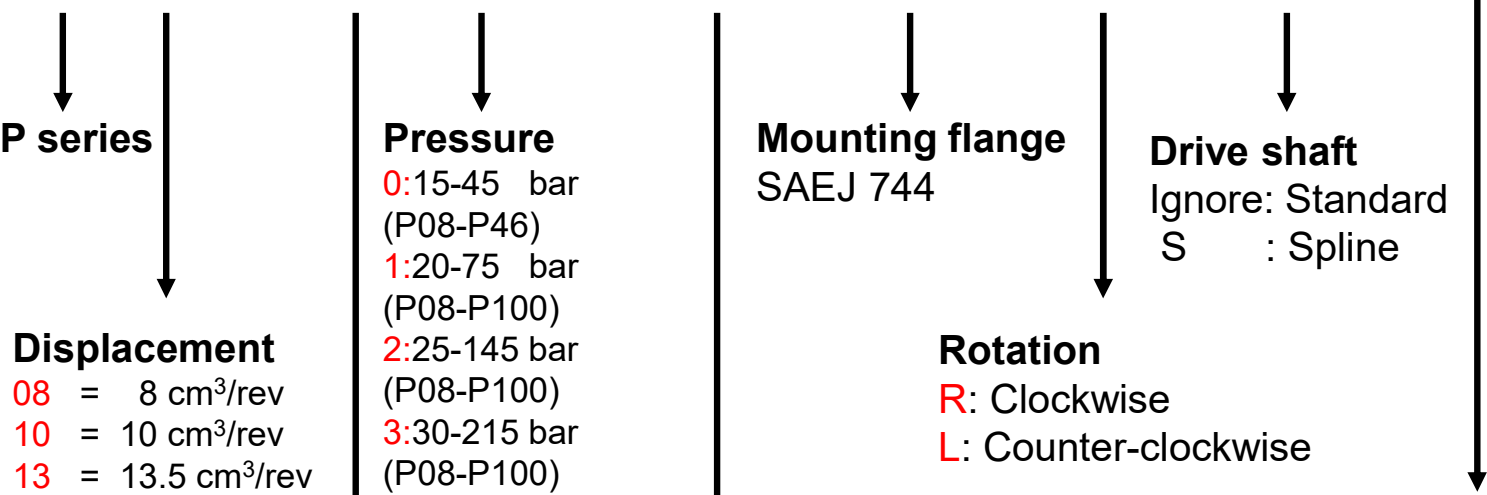 P series
Displacement
08 = 8 cm³/rev
10 = 10 cm³/rev
13 = 13.5 cm³/rev
Pressure
0:15-45 bar
(P08-P46)
1:20-75 bar
(P08-P100)
2:25-145 bar
(P08-P100)
3:30-215 bar
(P08-P100)
Mounting flange
SAEJ 744
Rotation
R: Clockwise
L: Counter-clockwise
Drive shaft
Ignore: Standard
S : Spline